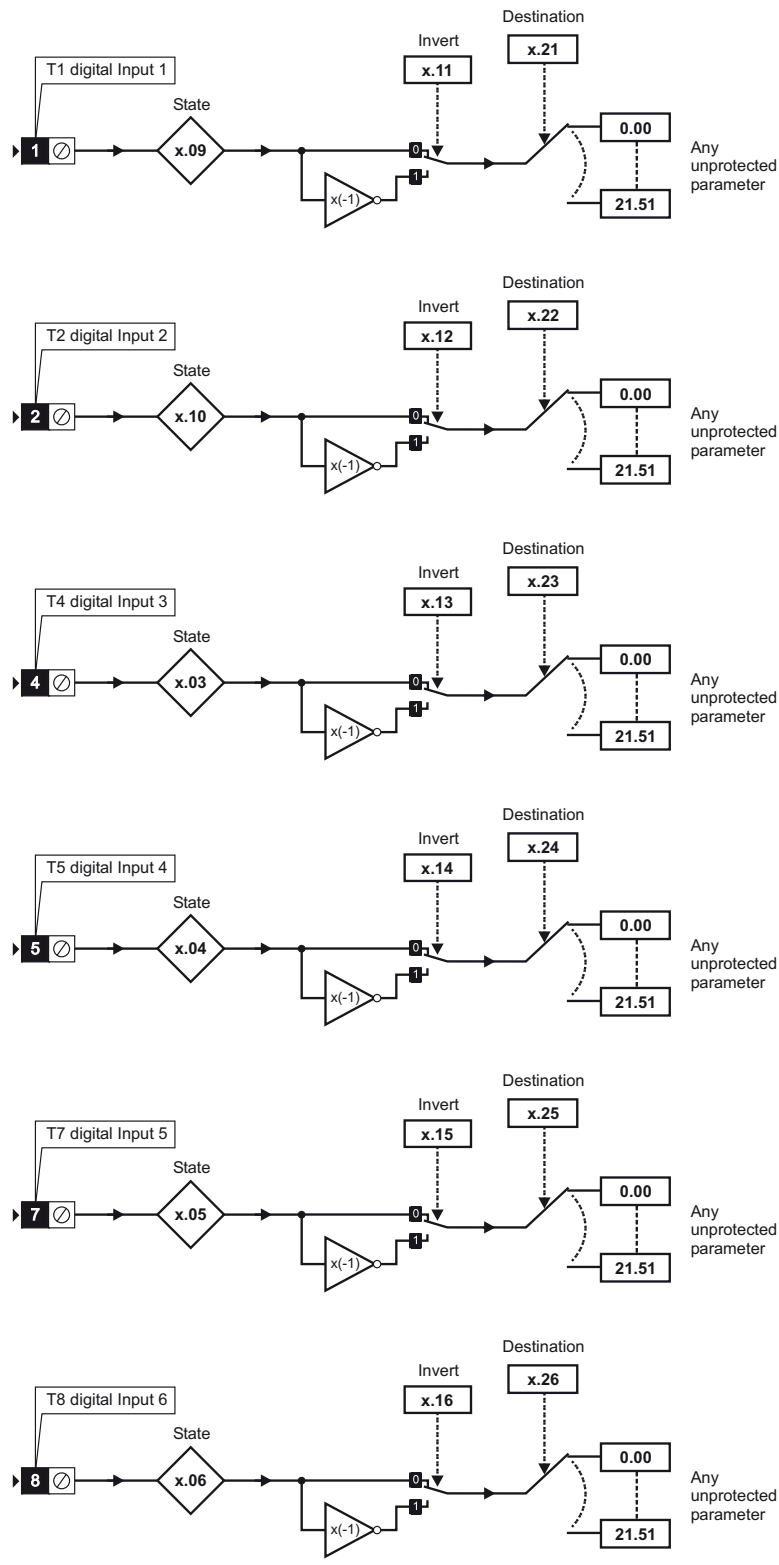 Destination
Invert
x.21
T1 digital Input 1
x.11
State
0.00
1
x.09
0
Any
unprotected
parameter
1
x(-1)
21.51
Destination
Invert
x.22
T2 digital Input 2
x.12
State
0.00
2
x.10
0
Any
unprotected
parameter
1
x(-1)
21.51
Destination
Invert
x.23
T4 digital Input 3
x.13
State
0.00
4
x.03
0
Any
unprotected
parameter
1
x(-1)
21.51
Destination
Invert
x.24
T5 digital Input 4
x.14
State
0.00
5
x.04
0
Any
unprotected
parameter
1
x(-1)
21.51
Destination
Invert
x.25
T7 digital Input 5
x.15
State
0.00
7
x.05
0
Any
unprotected
parameter
1
x(-1)
21.51
Destination
Invert
x.26
T8 digital Input 6
x.16
State
0.00
8
x.06
0
Any
unprotected
parameter
1
x(-1)
21.51